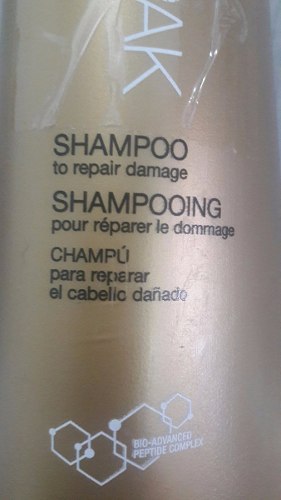 PAK
SHAMPOO
to repair damage
SHAMPOOING
pour réparer le dommage
CHAMPÚ
para reparar
el cabello dañado
BIO-ADVANCED
PEPTIDE COMPLEX